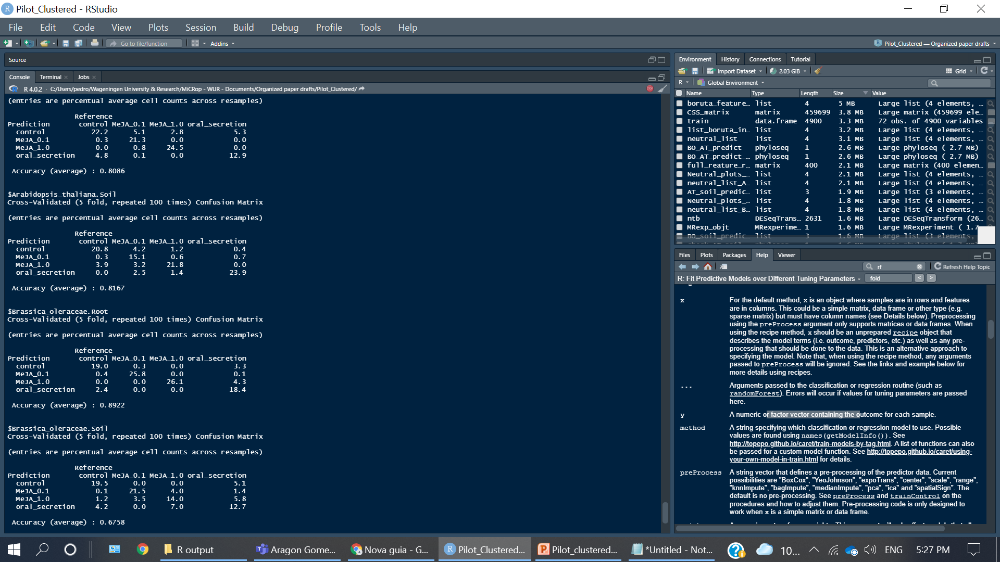 Pilot_Clustered - RStudio
File Edit Code View Plots Session Build Debug Profile Tools Help
Go to file/function Addins Pilot_Clustered — Organized paper drafts
Source
Console Terminal Jobs
R 4.0.2 · C:/Users/pedro/Wageningen University & Research/MiCRop - WUR - Documents/Organized paper drafts/Pilot_Clustered/
(entries are percentual average cell counts across resamples)
Reference
Prediction control MeJA_0.1 MeJA_1.0 oral_secretion
control 22.2 5.1 2.8 5.3
MeJA_0.1 0.3 21.3 0.0 0.0
MeJA_1.0 0.0 0.8 24.5 0.0
oral_secretion 4.8 0.1 0.0 12.9
Accuracy (average) : 0.8086
$Arabidopsis_thaliana.Soil
Cross-Validated (5 fold, repeated 100 times) Confusion Matrix
(entries are percentual average cell counts across resamples)
Reference
Prediction control MeJA_0.1 MeJA_1.0 oral_secretion
control 20.8 4.2 1.2 0.4
MeJA_0.1 0.3 15.1 0.6 0.7
MeJA_1.0 3.9 3.2 21.8 0.0
oral_secretion 0.0 2.5 1.4 23.9
Accuracy (average) : 0.8167
$Brassica_oleraceae.Root
Cross-Validated (5 fold, repeated 100 times) Confusion Matrix
(entries are percentual average cell counts across resamples)
Reference
Prediction control MeJA_0.1 MeJA_1.0 oral_secretion
control 19.0 0.3 0.0 3.3
MeJA_0.1 0.4 25.8 0.0 0.1
MeJA_1.0 0.0 0.0 26.1 4.3
oral_secretion 2.4 0.0 0.0 18.4
Accuracy (average) : 0.8922
$Brassica_oleraceae.Soil
Cross-Validated (5 fold, repeated 100 times) Confusion Matrix
(entries are percentual average cell counts across resamples)
Reference
Prediction control MeJA_0.1 MeJA_1.0 oral_secretion
control 19.5 0.0 0.0 5.1
MeJA_0.1 0.1 21.5 4.0 1.4
MeJA_1.0 1.2 3.5 14.0 5.8
oral_secretion 4.2 0.0 7.0 12.7
Accuracy (average) : 0.6758
Environment History Connections Tutorial
Import Dataset 2.03 GiB Grid
R Global Environment
Name Type Length Size Value
boruta_feature… list 4 5 MB Large list (4 elements, …
CSS_matrix matrix 459699 3.8 MB Large matrix (459699 ele…
train data.frame 4900 3.3 MB 72 obs. of 4900 variables
list_boruta_in… list 4 3.2 MB Large list (4 elements, …
neutral_list list 4 3.1 MB Large list (4 elements, …
BO_AT_predict phyloseq 1 2.6 MB Large phyloseq ( 2.7 MB)
BO_AT_predict_… phyloseq 1 2.6 MB Large phyloseq ( 2.7 MB)
full_reature_r… matrix 400 2.1 MB Large matrix (400 elemen…
Neutral_plots_… list 4 2.1 MB Large list (4 elements, …
neutral_list_A… list 4 2.1 MB Large list (4 elements, …
AT_soil_predic… list 3 1.9 MB Large list (3 elements, …
Neutral_plots_… list 4 1.8 MB Large list (4 elements, …
neutral_list_B… list 4 1.8 MB Large list (4 elements, …
ntb DESeqTrans… 2631 1.6 MB Large DESeqTransform (26…
MRexp_objt MRexperime… 1 1.6 MB Large MRexperiment ( 1.7
BO_soil_predic… list 3 1.6 MB Large list (3 elements,
Files Plots Packages Help Viewer
rf Refresh Help Topic
R: Fit Predictive Models over Different Tuning Parameters fold < >
x For the default method, x is an object where samples are in rows and features
are in columns. This could be a simple matrix, data frame or other type (e.g.
sparse matrix) but must have column names (see Details below). Preprocessing
using the preProcess argument only supports matrices or data frames. When
using the recipe method, x should be an unprepared recipe object that
describes the model terms (i.e. outcome, predictors, etc.) as well as any pre-
processing that should be done to the data. This is an alternative approach to
specifying the model. Note that, when using the recipe method, any arguments
passed to preProcess will be ignored. See the links and example below for
more details using recipes.
... Arguments passed to the classification or regression routine (such as
randomForest). Errors will occur if values for tuning parameters are passed
here.
y A numeric or factor vector containing the outcome for each sample.
method A string specifying which classification or regression model to use. Possible
values are found using names(getModelInfo()). See
http://topepo.github.io/caret/train-models-by-tag.html. A list of functions can also
be passed for a custom model function. See http://topepo.github.io/caret/using-
your-own-model-in-train.html for details.
preProcess A string vector that defines a pre-processing of the predictor data. Current
possibilities are "BoxCox", "YeoJohnson", "expoTrans", "center", "scale", "range",
"knnImpute", "bagImpute", "medianImpute", "pca", "ica" and "spatialSign". The
default is no pre-processing. See preProcess and trainControl on the
procedures and how to adjust them. Pre-processing code is only designed to
work when x is a simple matrix or data frame.
R output Aragon Gome... Nova guia - G... Pilot_Clustered... Pilot_clustered... *Untitled - Not... 10... ENG 5:27 PM